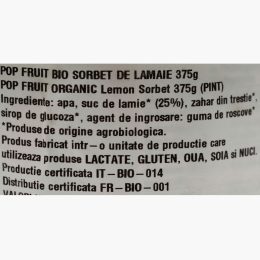 POP FRUIT BIO SORBET DE LAMAIE 375g
POP FRUIT ORGANIC Lemon Sorbet 375g (PINT)
Ingrediente: apa, suc de lamie* (25%), zahar din trestie*,
sirop de glucoza*, agent de ingrosare: guma de roscove*
*Produse de origine agrobiologica.
Produs fabricat intr-o unitate de productie care
utilizeaza produse LACTATE, GLUTEN, OUA, SOIA si NUCI.
Productie certificata IT-BIO-014
Distributie certificata FR-BIO-001